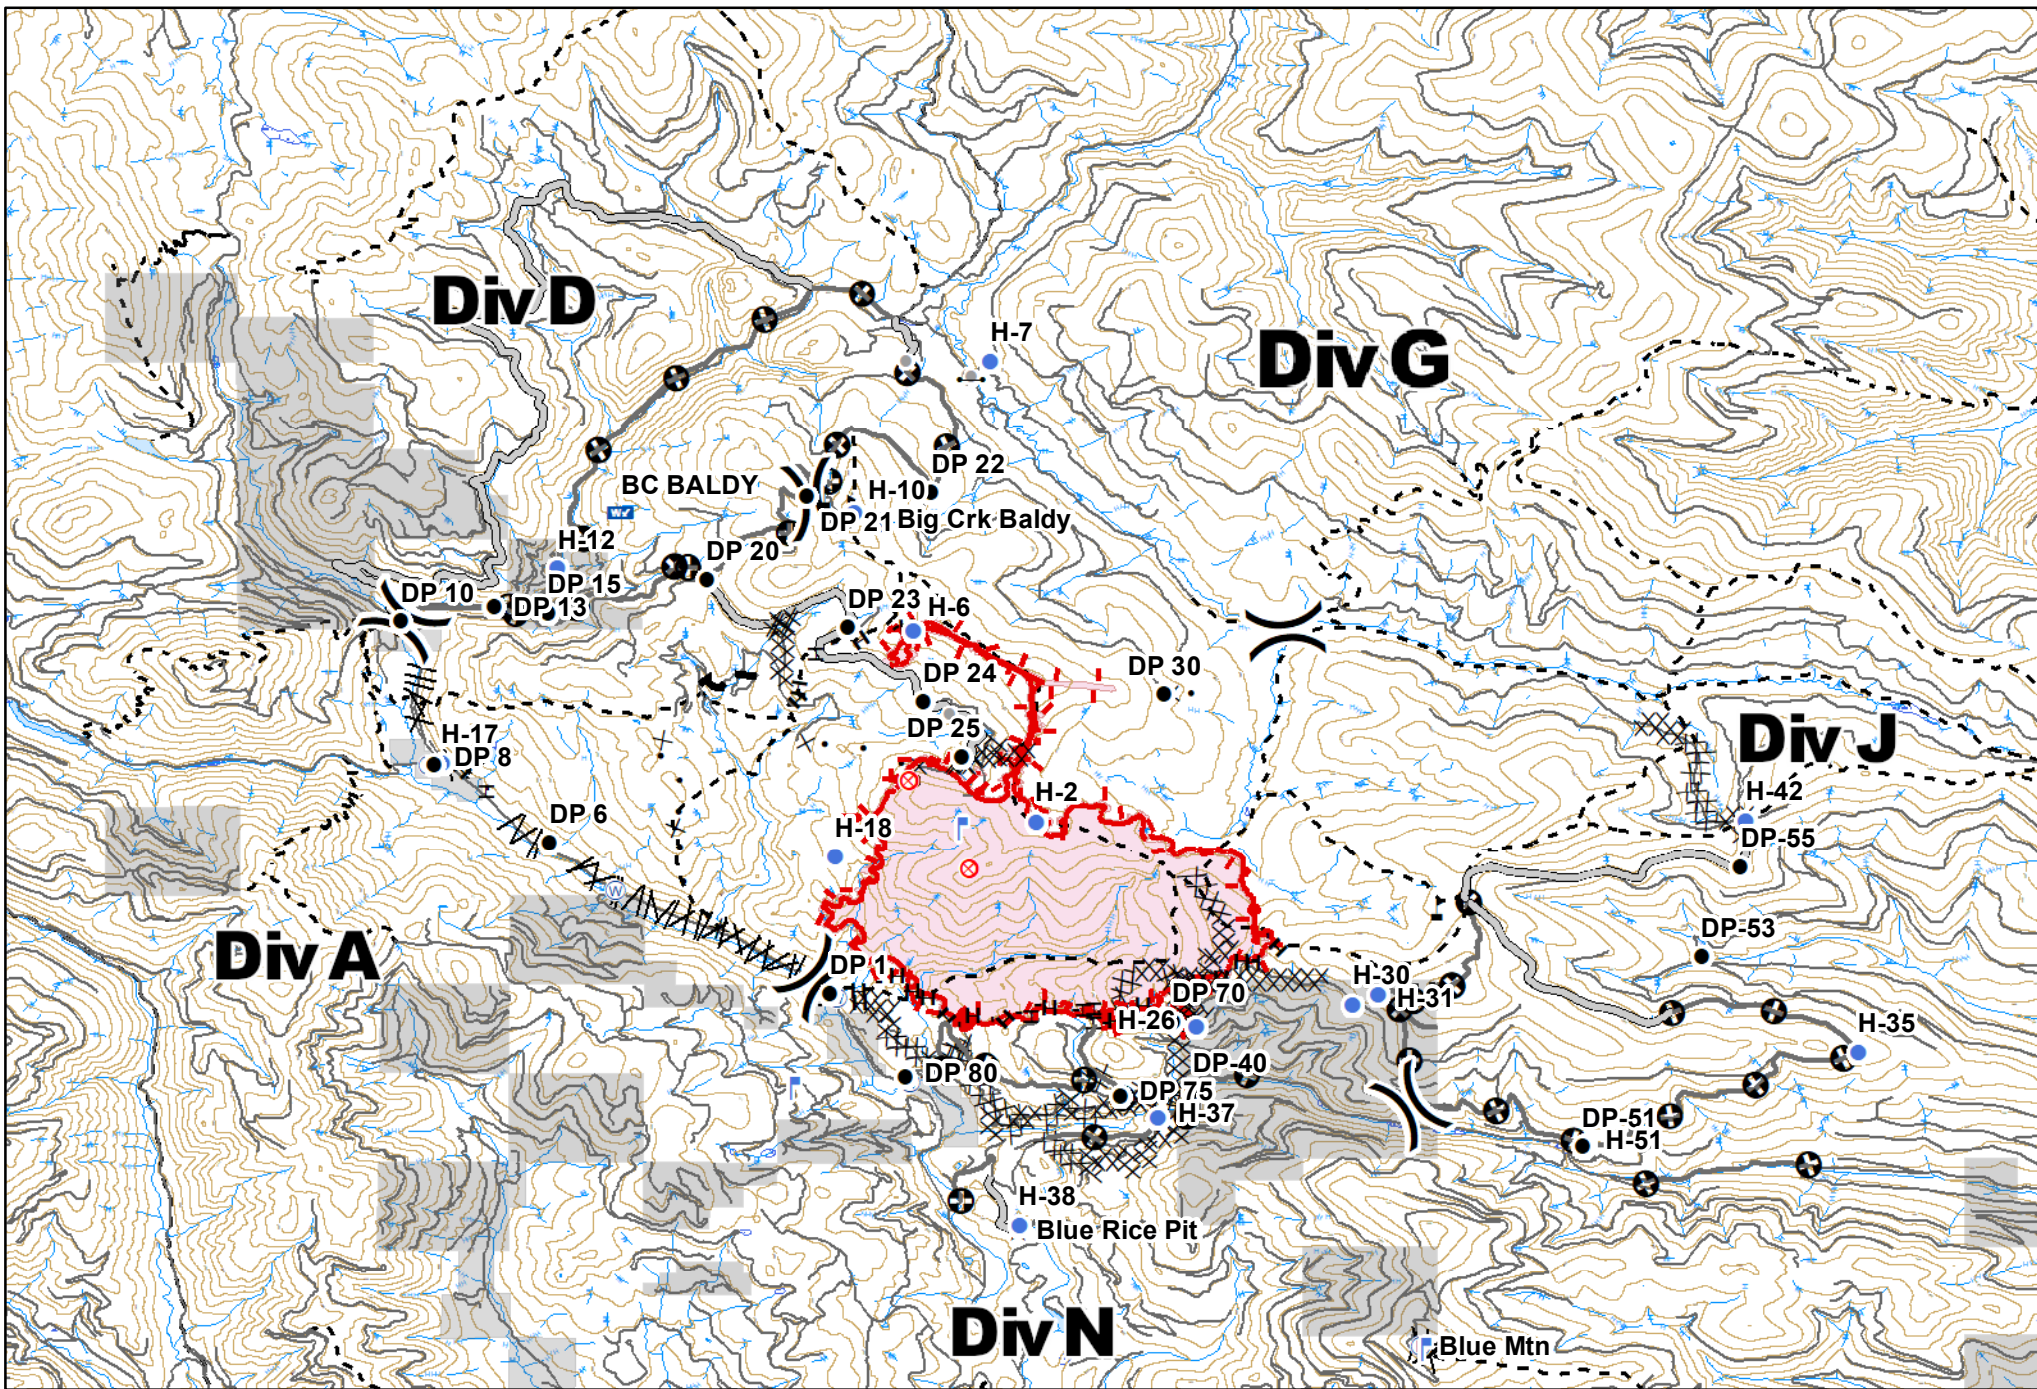 Div D
H-7
Div G
DP 22
BC BALDY
H-10
DP 21
Big Crk Baldy
H-12
DP 20
DP 15
DP 10
DP 13
DP 23
H-6
DP 24
DP 30
DP 25
Div J
H-17
DP 8
H-2
H-42
DP 6
H-18
DP-55
W
Div A
DP-53
DP 1
H-30
DP 70
H-31
H-26
H-35
DP-40
DP 80
DP 75
H-37
DP-51
H-51
H-38
Blue Rice Pit
Div N
Blue Mtn